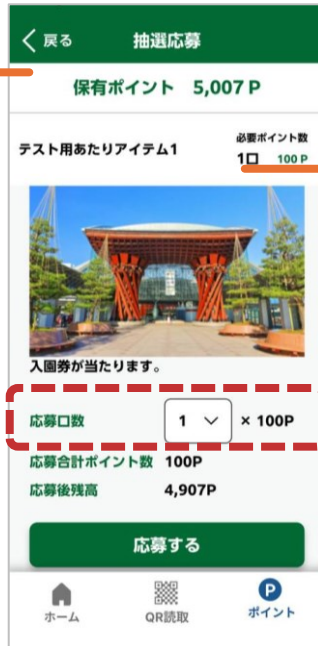 戻る 抽選応募
保有ポイント 5,007 P
必要ポイント数
テスト用あたりアイテム1
1口 100 P
入園券が当たります。
応募口数 1 × 100P
応募合計ポイント数 100P
応募後残高 4,907P
応募する
P
ホーム QR読取 ポイント